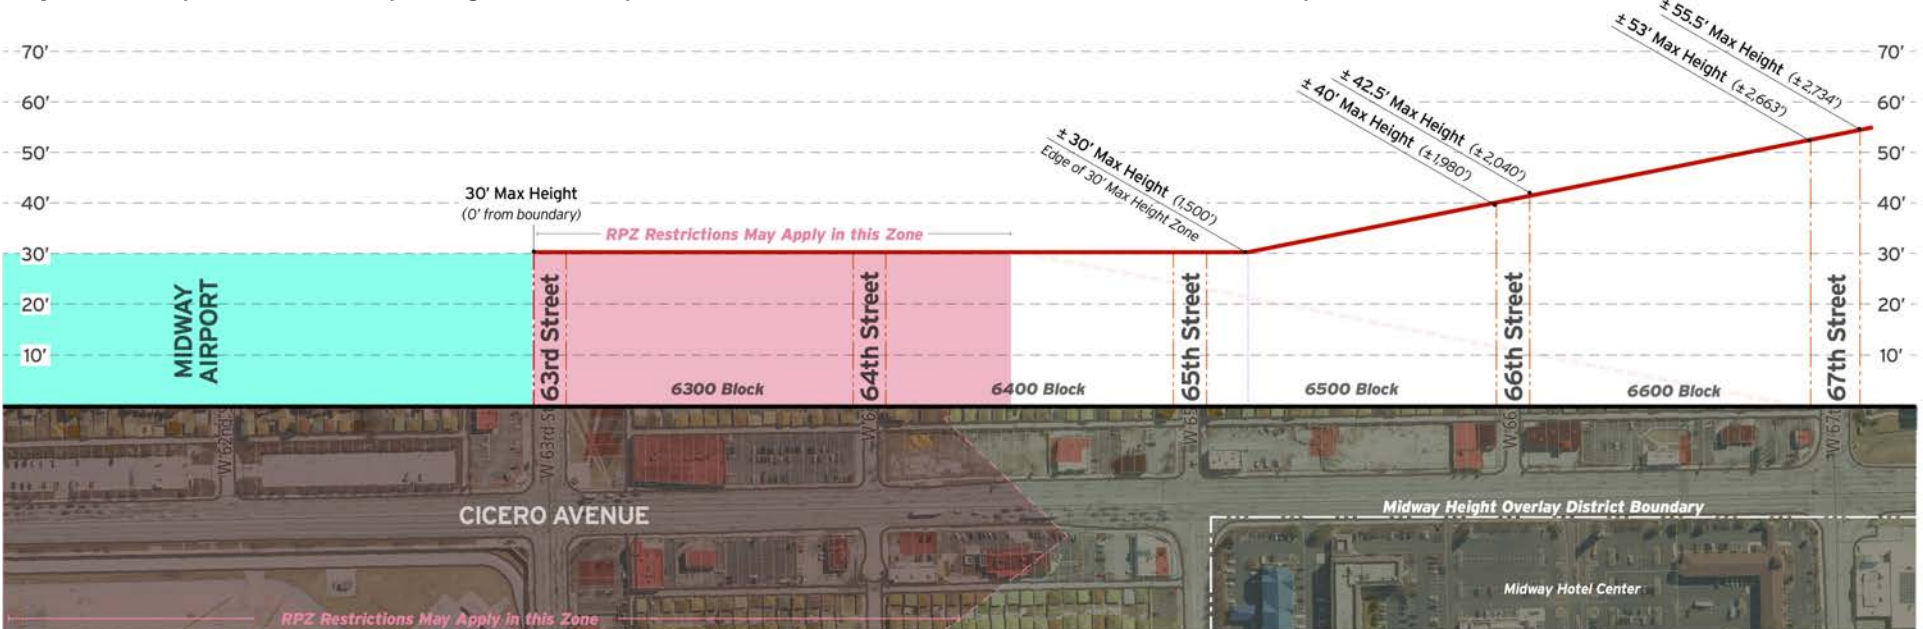 ± 55.5' Max Height (±2,734')
± 53' Max Height (±2,663')
± 42.5' Max Height (±2,040')
± 40' Max Height (±1,980')
± 30' Max Height (1,500')
Edge of 30' Max Height Zone
30' Max Height
(0' from boundary)
RPZ Restrictions May Apply in this Zone
70'
60'
50'
40'
30'
20'
10'
70'
60'
50'
40'
30'
20'
10'
MIDWAY
AIRPORT
63rd Street
64th Street
65th Street
66th Street
67th Street
6300 Block
6400 Block
6500 Block
6600 Block
W 62nd
W 63rd St
W 6
W 65
W 66
W 67t
CICERO AVENUE
Midway Height Overlay District Boundary
Midway Hotel Center
RPZ Restrictions May Apply in this Zone